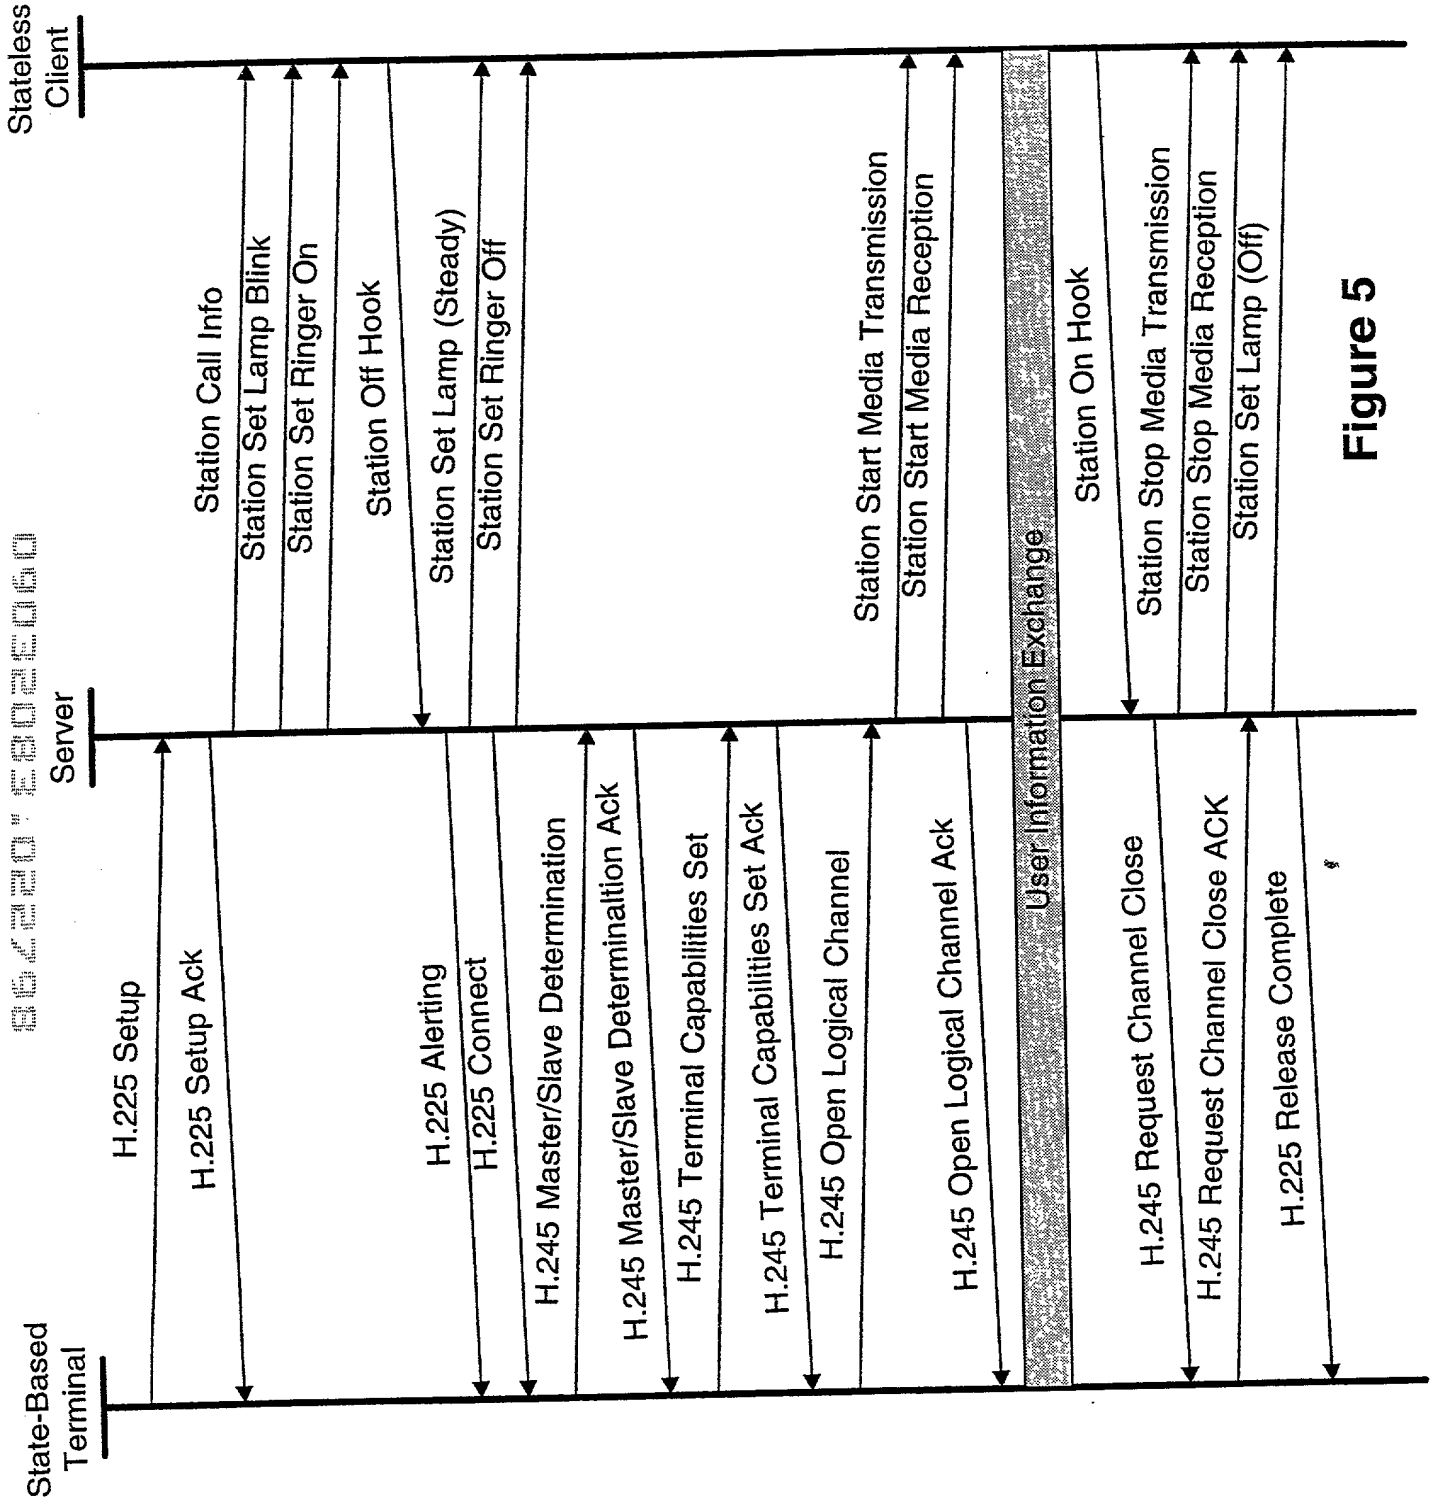 State-Based
Terminal
Server
Stateless
Client
H.225 Setup
H.225 Setup Ack
Station Call Info
Station Set Lamp Blink
Station Set Ringer On
Station Off Hook
H.225 Alerting
Station Set Lamp (Steady)
H.225 Connect
Station Set Ringer Off
H.245 Master/Slave Determination
H.245 Master/Slave Determinaltion Ack
H.245 Terminal Capabilities Set
H.245 Terminal Capabilities Set Ack
H.245 Open Logical Channel
Station Start Media Transmission
Station Start Media Reception
H.245 Open Logical Channel Ack
User Information Exchange
Station On Hook
H.245 Request Channel Close
Station Stop Media Transmission
Station Stop Media Reception
H.245 Request Channel Close ACK
Station Set Lamp (Off)
H.225 Release Complete
Figure 5